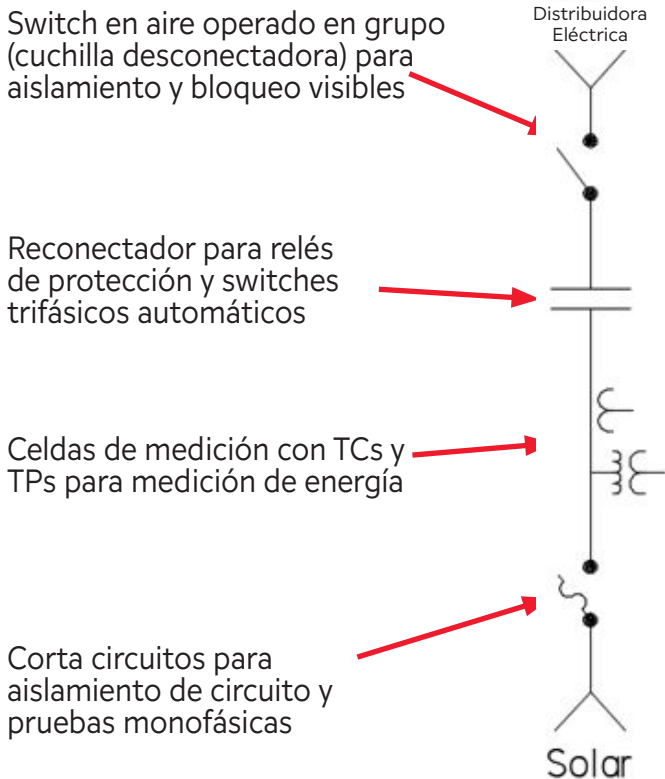 Distribuidora
Eléctrica
Switch en aire operado en grupo
(cuchilla desconectadora) para
aislamiento y bloqueo visibles
Reconectador para relés
de protección y switches
trifásicos automáticos
Celdas de medición con TCs y
TPs para medición de energía
Corta circuitos para
aislamiento de circuito y
pruebas monofásicas
Solar